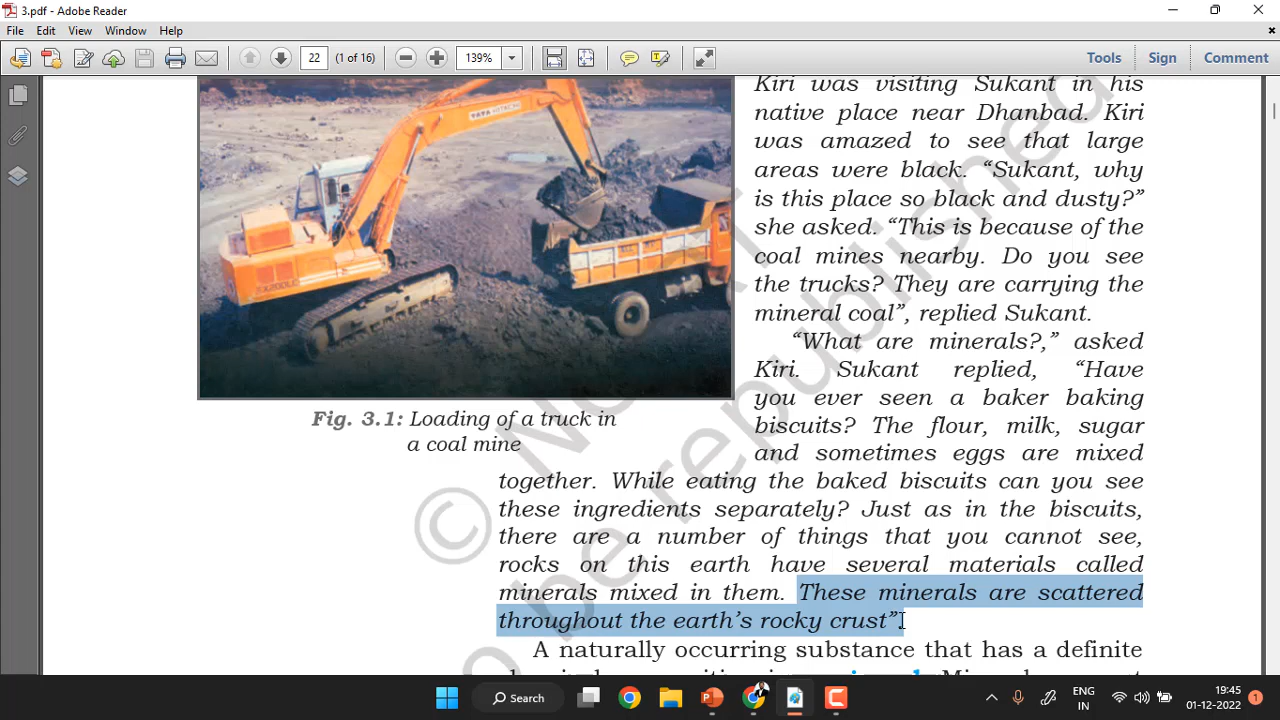 3.pdf - Adobe Reader
File Edit View Window Help
22 (1 of 16) 139% Tools Sign Comment
TATA HITACHI
EX200LC
Kiri was visiting Sukant in his
native place near Dhanbad. Kiri
was amazed to see that large
areas were black. “Sukant, why
is this place so black and dusty?”
she asked. “This is because of the
coal mines nearby. Do you see
the trucks? They are carrying the
mineral coal”, replied Sukant.
“What are minerals?,” asked
Kiri. Sukant replied, “Have
you ever seen a baker baking
biscuits? The flour, milk, sugar
and sometimes eggs are mixed
Fig. 3.1: Loading of a truck in
a coal mine
together. While eating the baked biscuits can you see
these ingredients separately? Just as in the biscuits,
there are a number of things that you cannot see,
rocks on this earth have several materials called
minerals mixed in them. These minerals are scattered
throughout the earth’s rocky crust”.
A naturally occurring substance that has a definite
© N
o be republished
Search
ENG
IN
19:45
01-12-2022
1